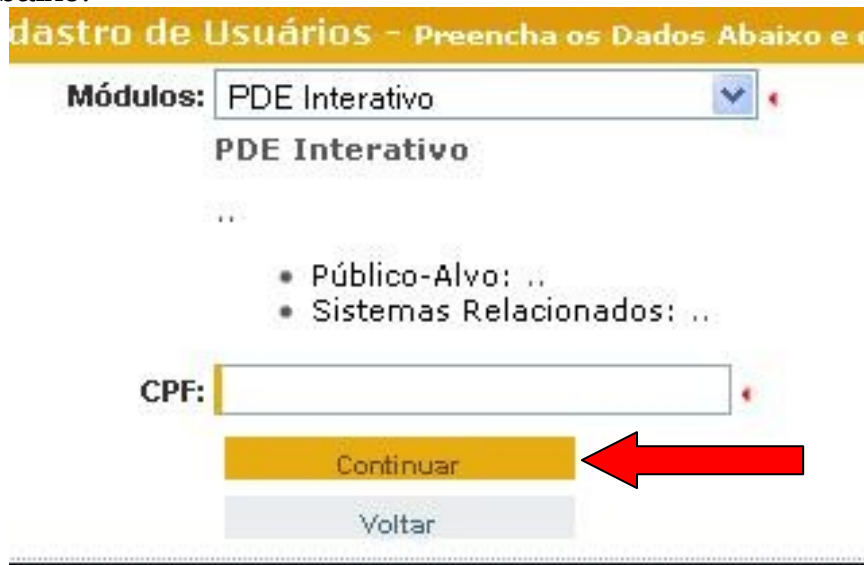 dastro de Usuários - Preencha os Dados Abaixo e
Módulos: PDE Interativo
PDE Interativo
..
• Público-Alvo: ..
• Sistemas Relacionados: ..
CPF:
Continuar
Voltar